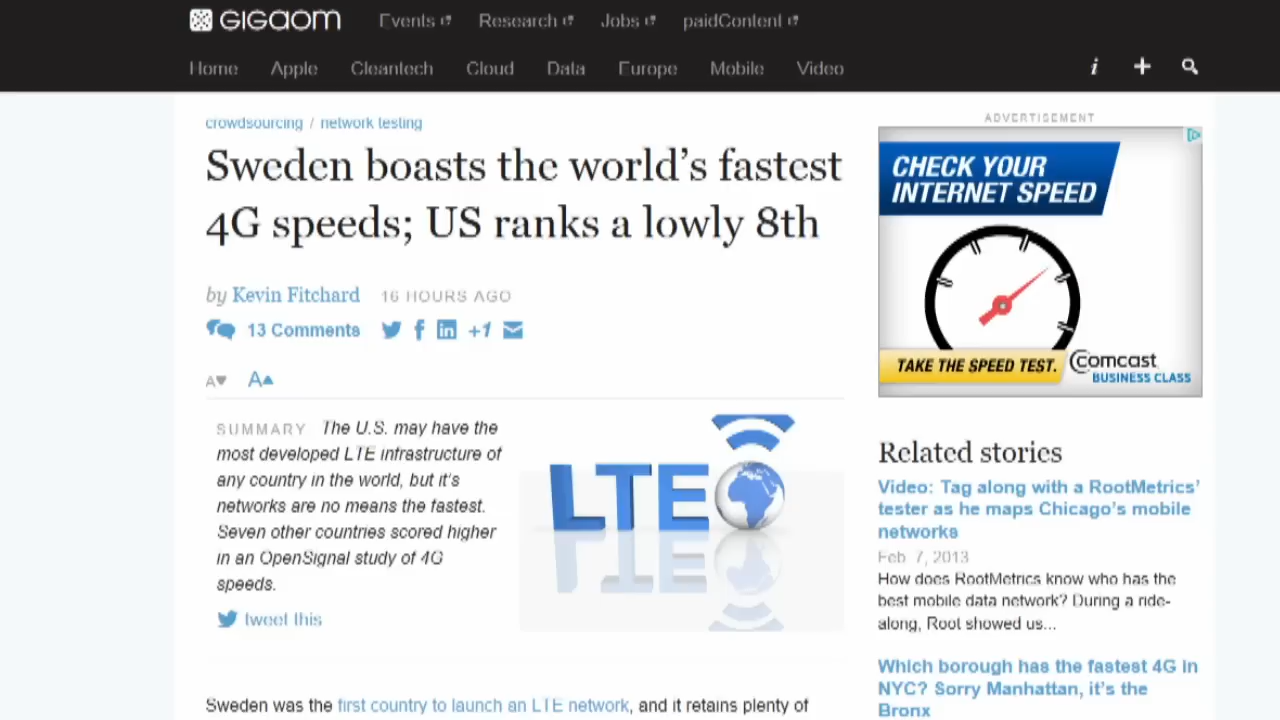 GIGAOM
Events Research Jobs paidContent
Home Apple Cleantech Cloud Data Europe Mobile Video
crowdsourcing / network testing
Sweden boasts the world's fastest
4G speeds; US ranks a lowly 8th
by Kevin Fitchard 16 HOURS AGO
13 Comments +1
A A
SUMMARY The U.S. may have the
most developed LTE infrastructure of
any country in the world, but it's
networks are no means the fastest.
Seven other countries scored higher
in an OpenSignal study of 4G
speeds.
tweet this
LTE
Sweden was the first country to launch an LTE network, and it retains plenty of
ADVERTISEMENT
CHECK YOUR
INTERNET SPEED
TAKE THE SPEED TEST.
comcast
BUSINESS CLASS
Related stories
Video: Tag along with a RootMetrics'
tester as he maps Chicago's mobile
networks
Feb 7, 2013
How does RootMetrics know who has the
best mobile data network? During a ride-
along, Root showed us...
Which borough has the fastest 4G in
NYC? Sorry Manhattan, it's the
Bronx